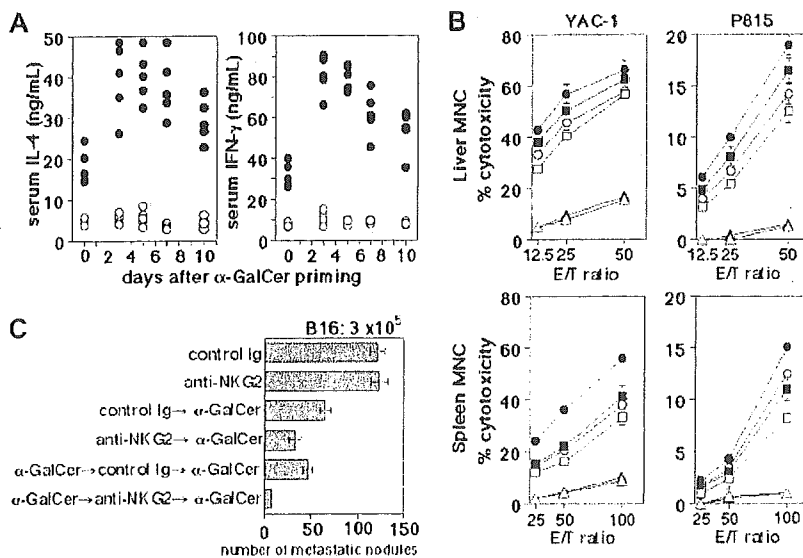 A
serum IL-4 (ng/mL)
50
40
30
20
10
0
0 2 4 6 8 10
serum IFN-γ (ng/mL)
100
80
60
40
20
0
0 2 4 6 8 10
days after α-GalCer priming
B
YAC-1
P815
Liver MNC
% cytotoxicity
80
60
40
20
0
12.5 25 50
E/T ratio
20
15
10
5
0
12.5 25 50
E/T ratio
Spleen MNC
% cytotoxicity
80
60
40
20
0
25 50 100
E/T ratio
20
15
10
5
0
25 50 100
E/T ratio
C
B16: 3 x10⁵
control Ig
anti-NKG2
control Ig→ α-GalCer
anti-NKG2→ α-GalCer
α-GalCer→control Ig→ α-GalCer
α-GalCer→anti-NKG2→ α-GalCer
0 50 100 150
number of metastatic nodules